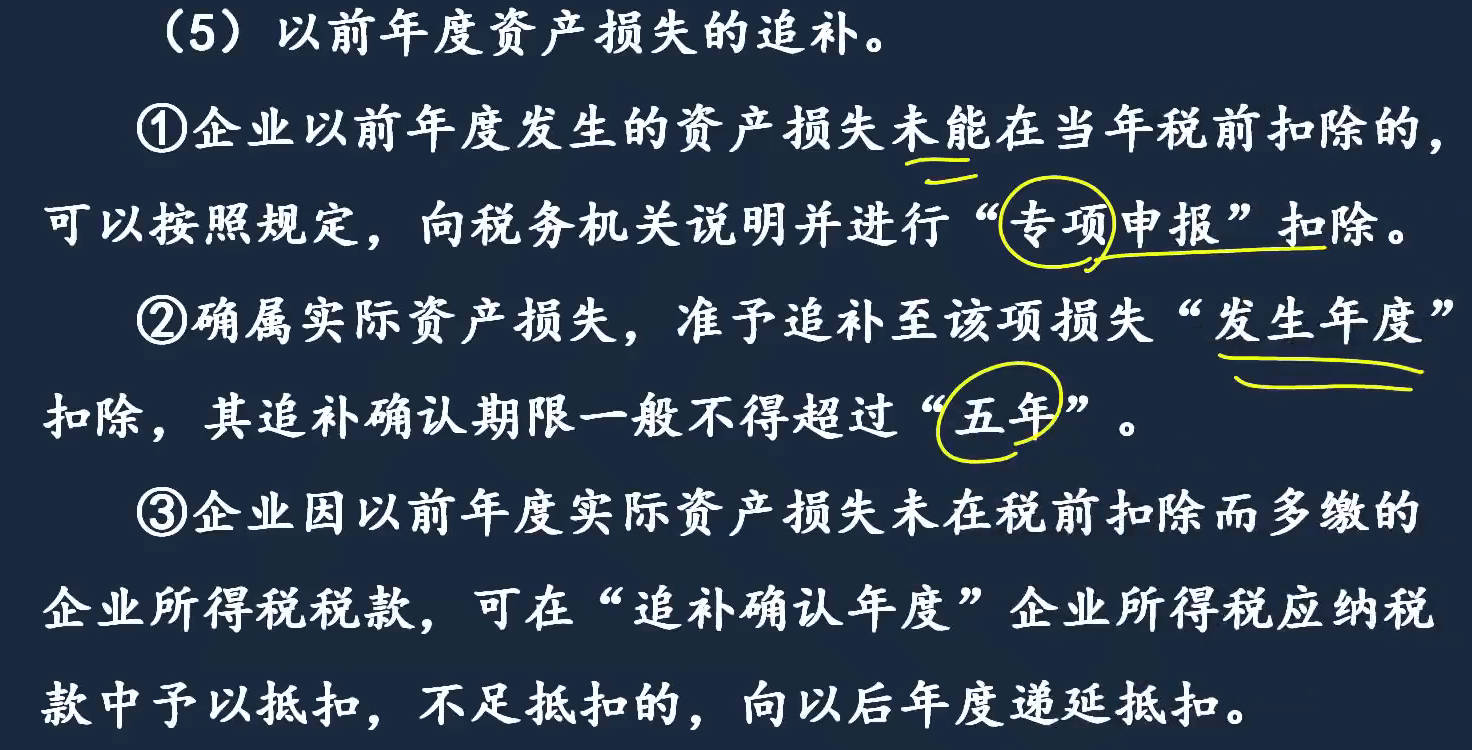 （5）以前年度资产损失的追补。
①企业以前年度发生的资产损失未能在当年税前扣除的，
可以按照规定，向税务机关说明并进行“专项申报”扣除。
②确属实际资产损失，准予追补至该项损失“发生年度”
扣除，其追补确认期限一般不得超过“五年”。
③企业因以前年度实际资产损失未在税前扣除而多缴的
企业所得税税款，可在“追补确认年度”企业所得税应纳税
款中予以抵扣，不足抵扣的，向以后年度递延抵扣。